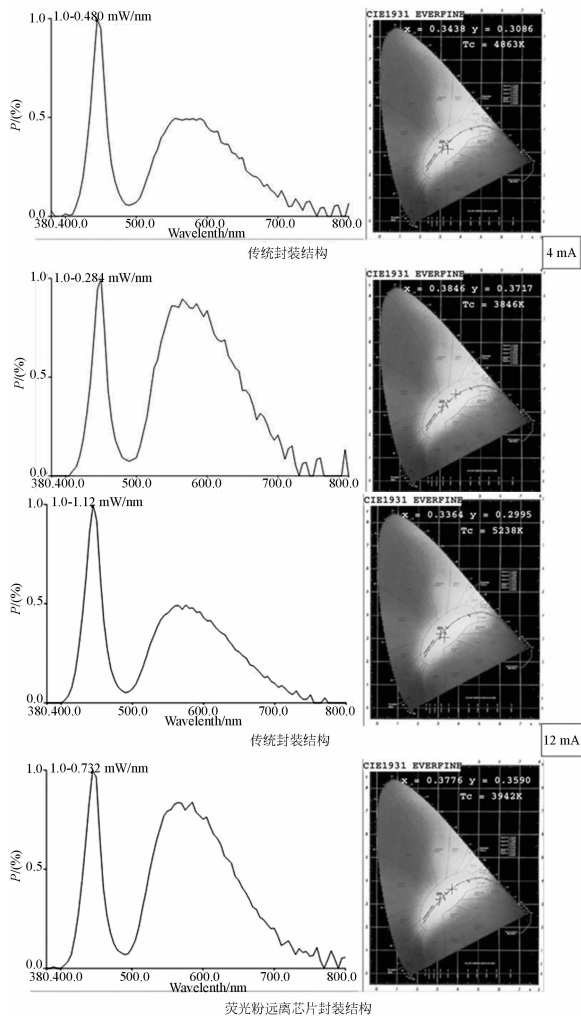 1.0-0.480 mW/nm
1.0
0.5
0.0
P/(%)
380.400.0 500.0 600.0 700.0 800.0
Wavelenth/nm
CIE1931 EVERFINE
x = 0.3438 y = 0.3086
Tc = 4863K
传统封装结构
4 mA
1.0-0.284 mW/nm
1.0
0.5
0.0
P/(%)
380.400.0 500.0 600.0 700.0 800.0
CIE1931 EVERFINE
x = 0.3846 y = 0.3717
Tc = 3846K
1.0-1.12 mW/nm
1.0
0.5
0.0
P/(%)
380.400.0 500.0 600.0 700.0 800.0
Wavelenth/nm
CIE1931 EVERFINE
x = 0.3364 y = 0.2995
Tc = 5238K
传统封装结构
12 mA
1.0-0.732 mW/nm
1.0
0.5
0.0
P/(%)
380.400.0 500.0 600.0 700.0 800.0
Wavelenth/nm
CIE1931 EVERFINE
x = 0.3776 y = 0.3590
Tc = 3942K
荧光粉远离芯片封装结构